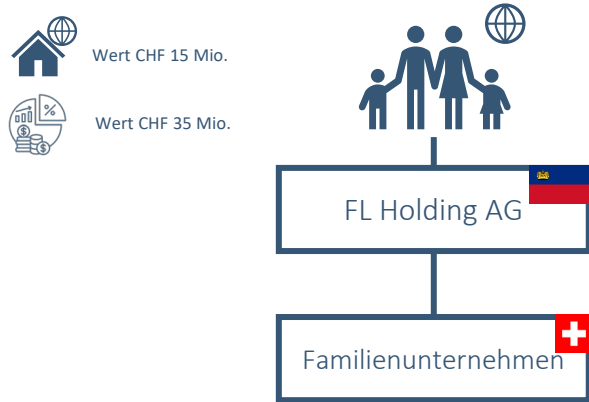 Wert CHF 15 Mio.
Wert CHF 35 Mio.
%
$
$
$
FL Holding AG
Familienunternehmen